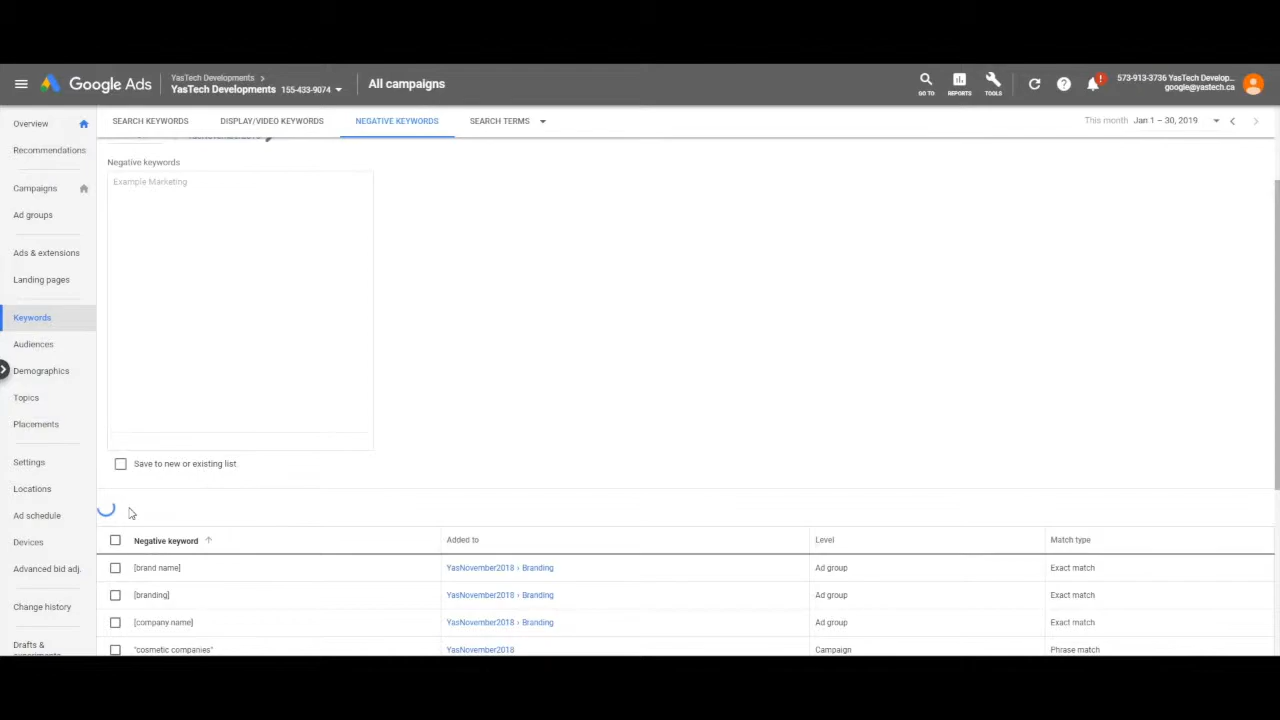 Google Ads
YasTech Developments >
YasTech Developments 155-433-9074
All campaigns
GO TO
REPORTS
TOOLS
!
573-913-3736 YasTech Develop...
google@yastech.ca
Overview
Recommendations
Campaigns
Ad groups
Ads & extensions
Landing pages
Keywords
Audiences
Demographics
Topics
Placements
Settings
Locations
Ad schedule
Devices
Advanced bid adj.
Change history
Drafts &
SEARCH KEYWORDS
DISPLAY/VIDEO KEYWORDS
NEGATIVE KEYWORDS
SEARCH TERMS
This month Jan 1 – 30, 2019
Negative keywords
Example Marketing
Save to new or existing list
Negative keyword Added to Level Match type
[brand name] YasNovember2018 › Branding Ad group Exact match
[branding] YasNovember2018 › Branding Ad group Exact match
[company name] YasNovember2018 › Branding Ad group Exact match
"cosmetic companies" YasNovember2018 Campaign Phrase match